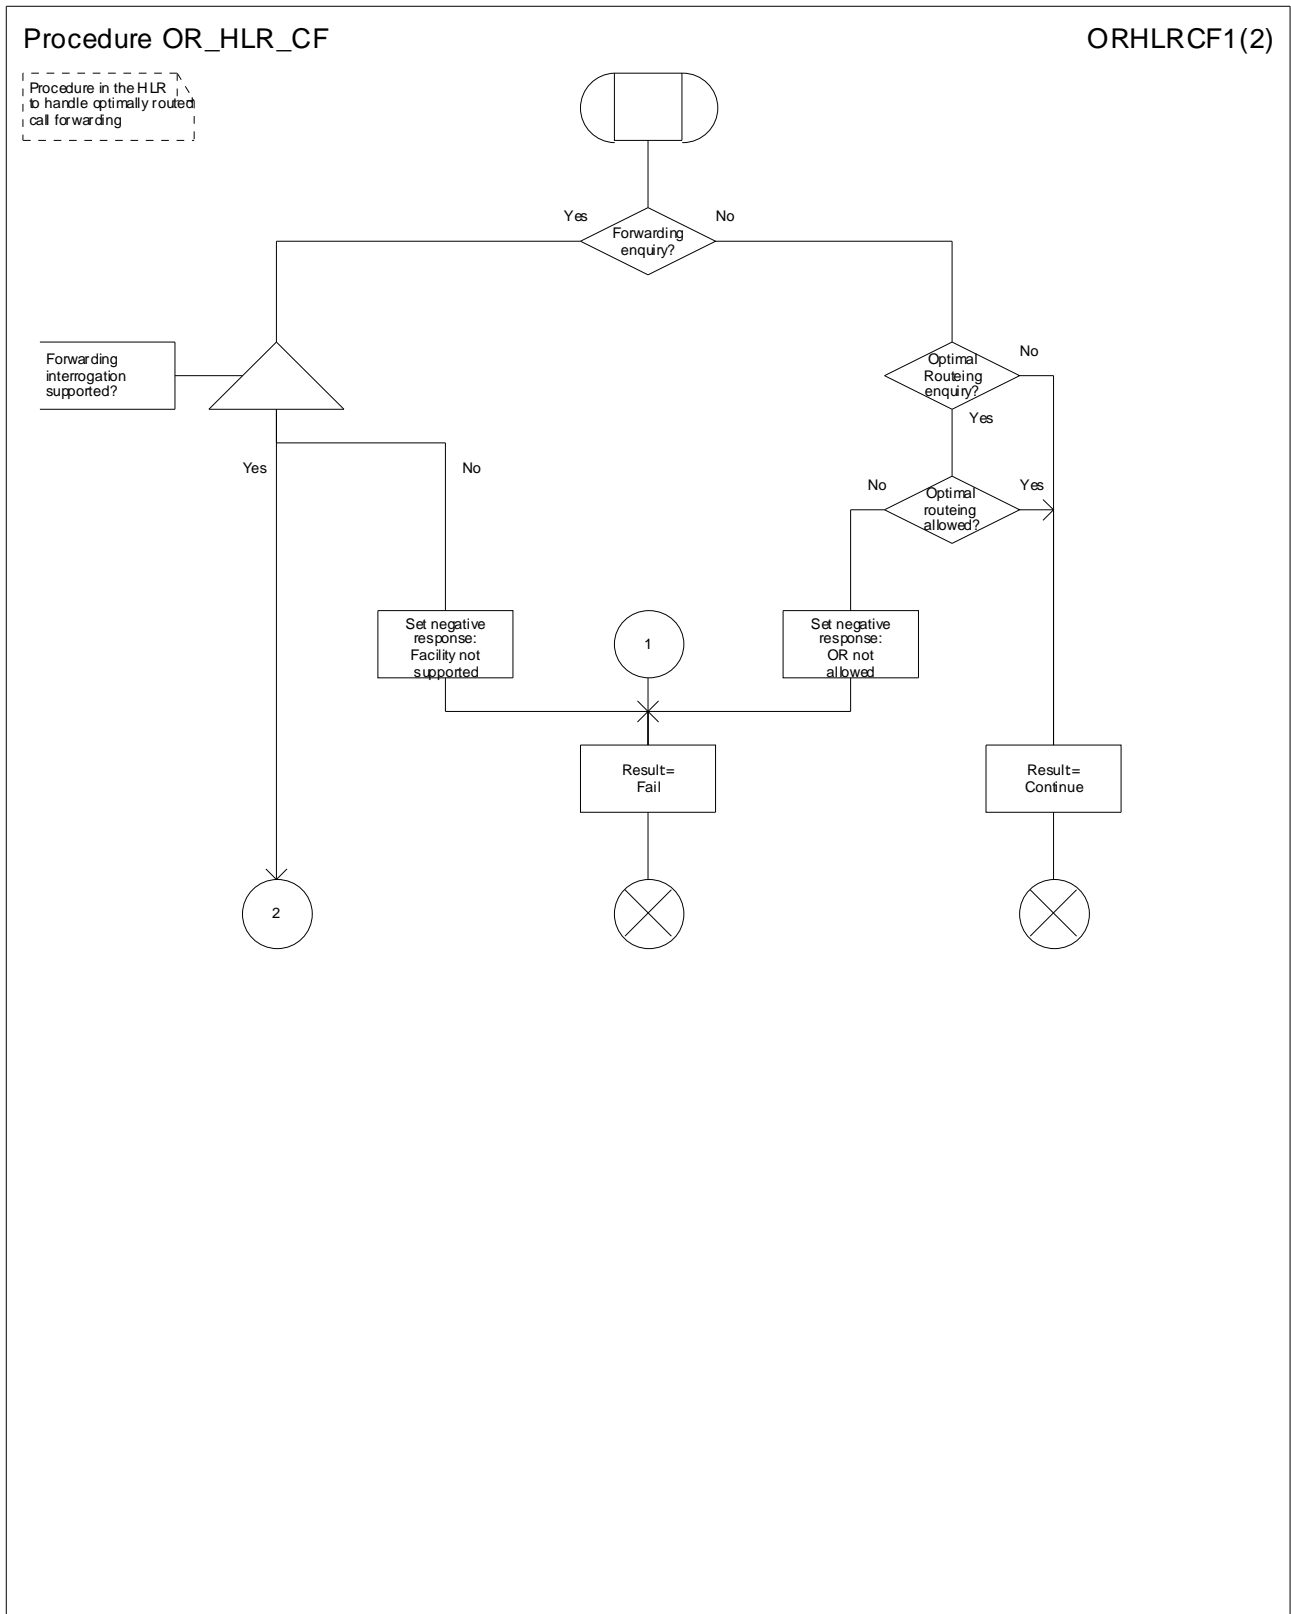 Procedure OR_HLR_CF
ORHLRCF1(2)
Procedure in the HLR
to handle optimally routed
call forwarding
Yes
No
Forwarding
enquiry?
Forwarding
interrogation
supported?
Optimal
Routeing
enquiry?
No
Yes
Yes
No
No
Yes
Optimal
routeing
allowed?
Set negative
response:
Facility not
supported
1
Set negative
response:
OR not
allowed
Result=
Fail
Result=
Continue
2